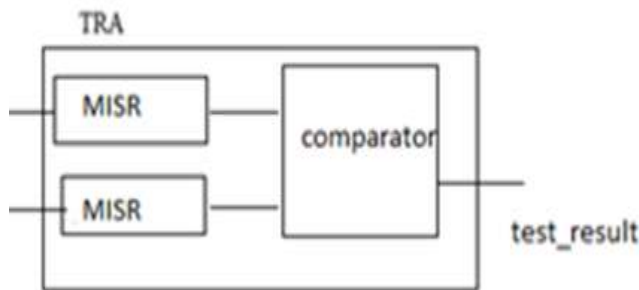 TRA
MISR
comparator
MISR
test_result